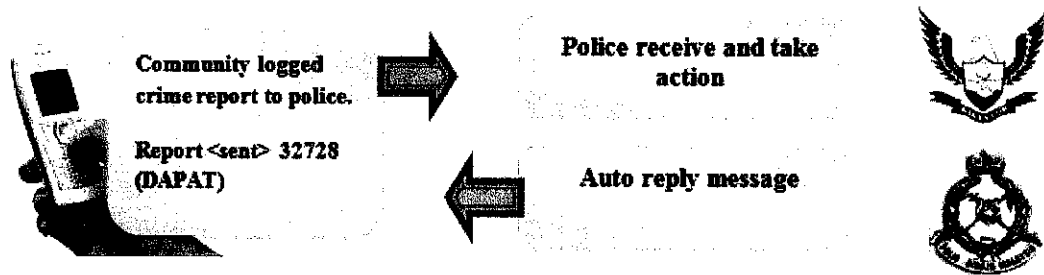 Community logged
crime report to police.
Report <sent> 32728
(DAPAT)
Police receive and take
action
Auto reply message